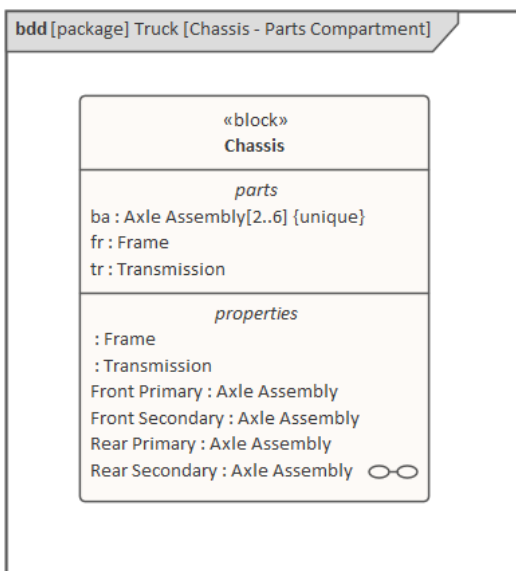 bdd [package] Truck [Chassis - Parts Compartment]
«block»
Chassis
parts
ba : Axle Assembly[2..6] {unique}
fr : Frame
tr : Transmission
properties
: Frame
: Transmission
Front Primary : Axle Assembly
Front Secondary : Axle Assembly
Rear Primary : Axle Assembly
Rear Secondary : Axle Assembly